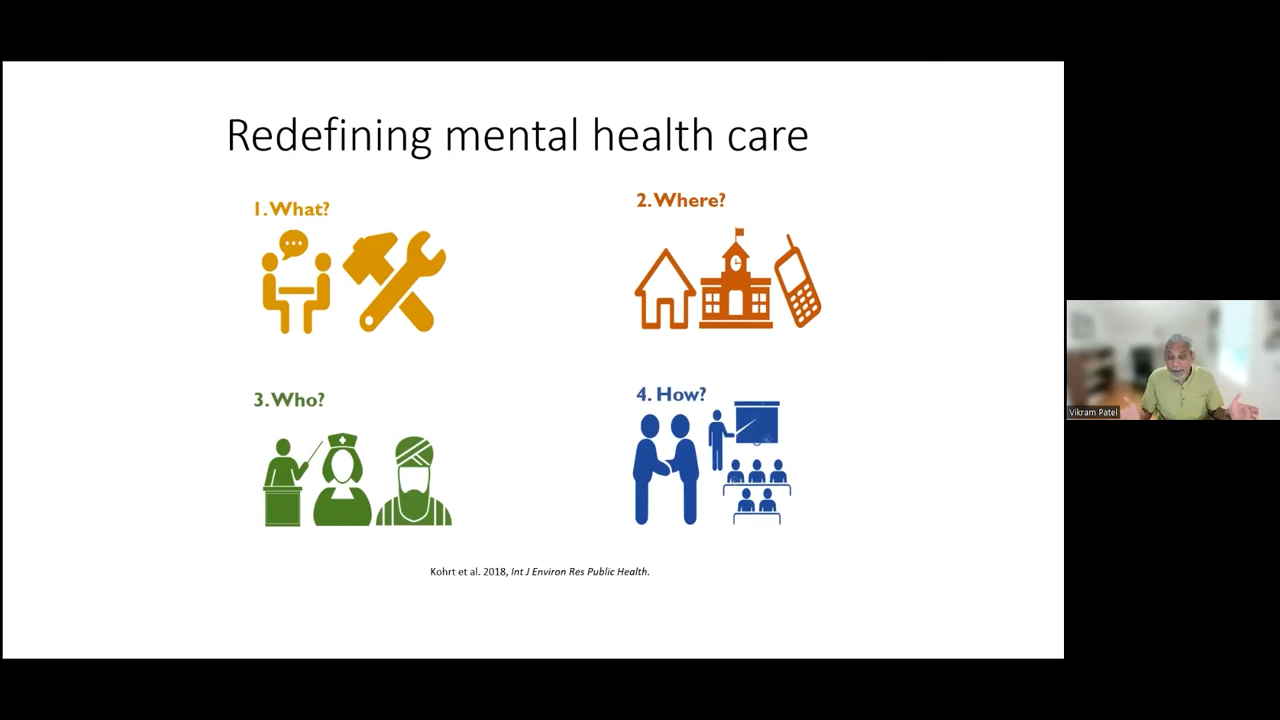 Redefining mental health care
1. What?
2. Where?
3. Who?
4. How?
Kohrt et al. 2018, Int J Environ Res Public Health.
Vikram Patel